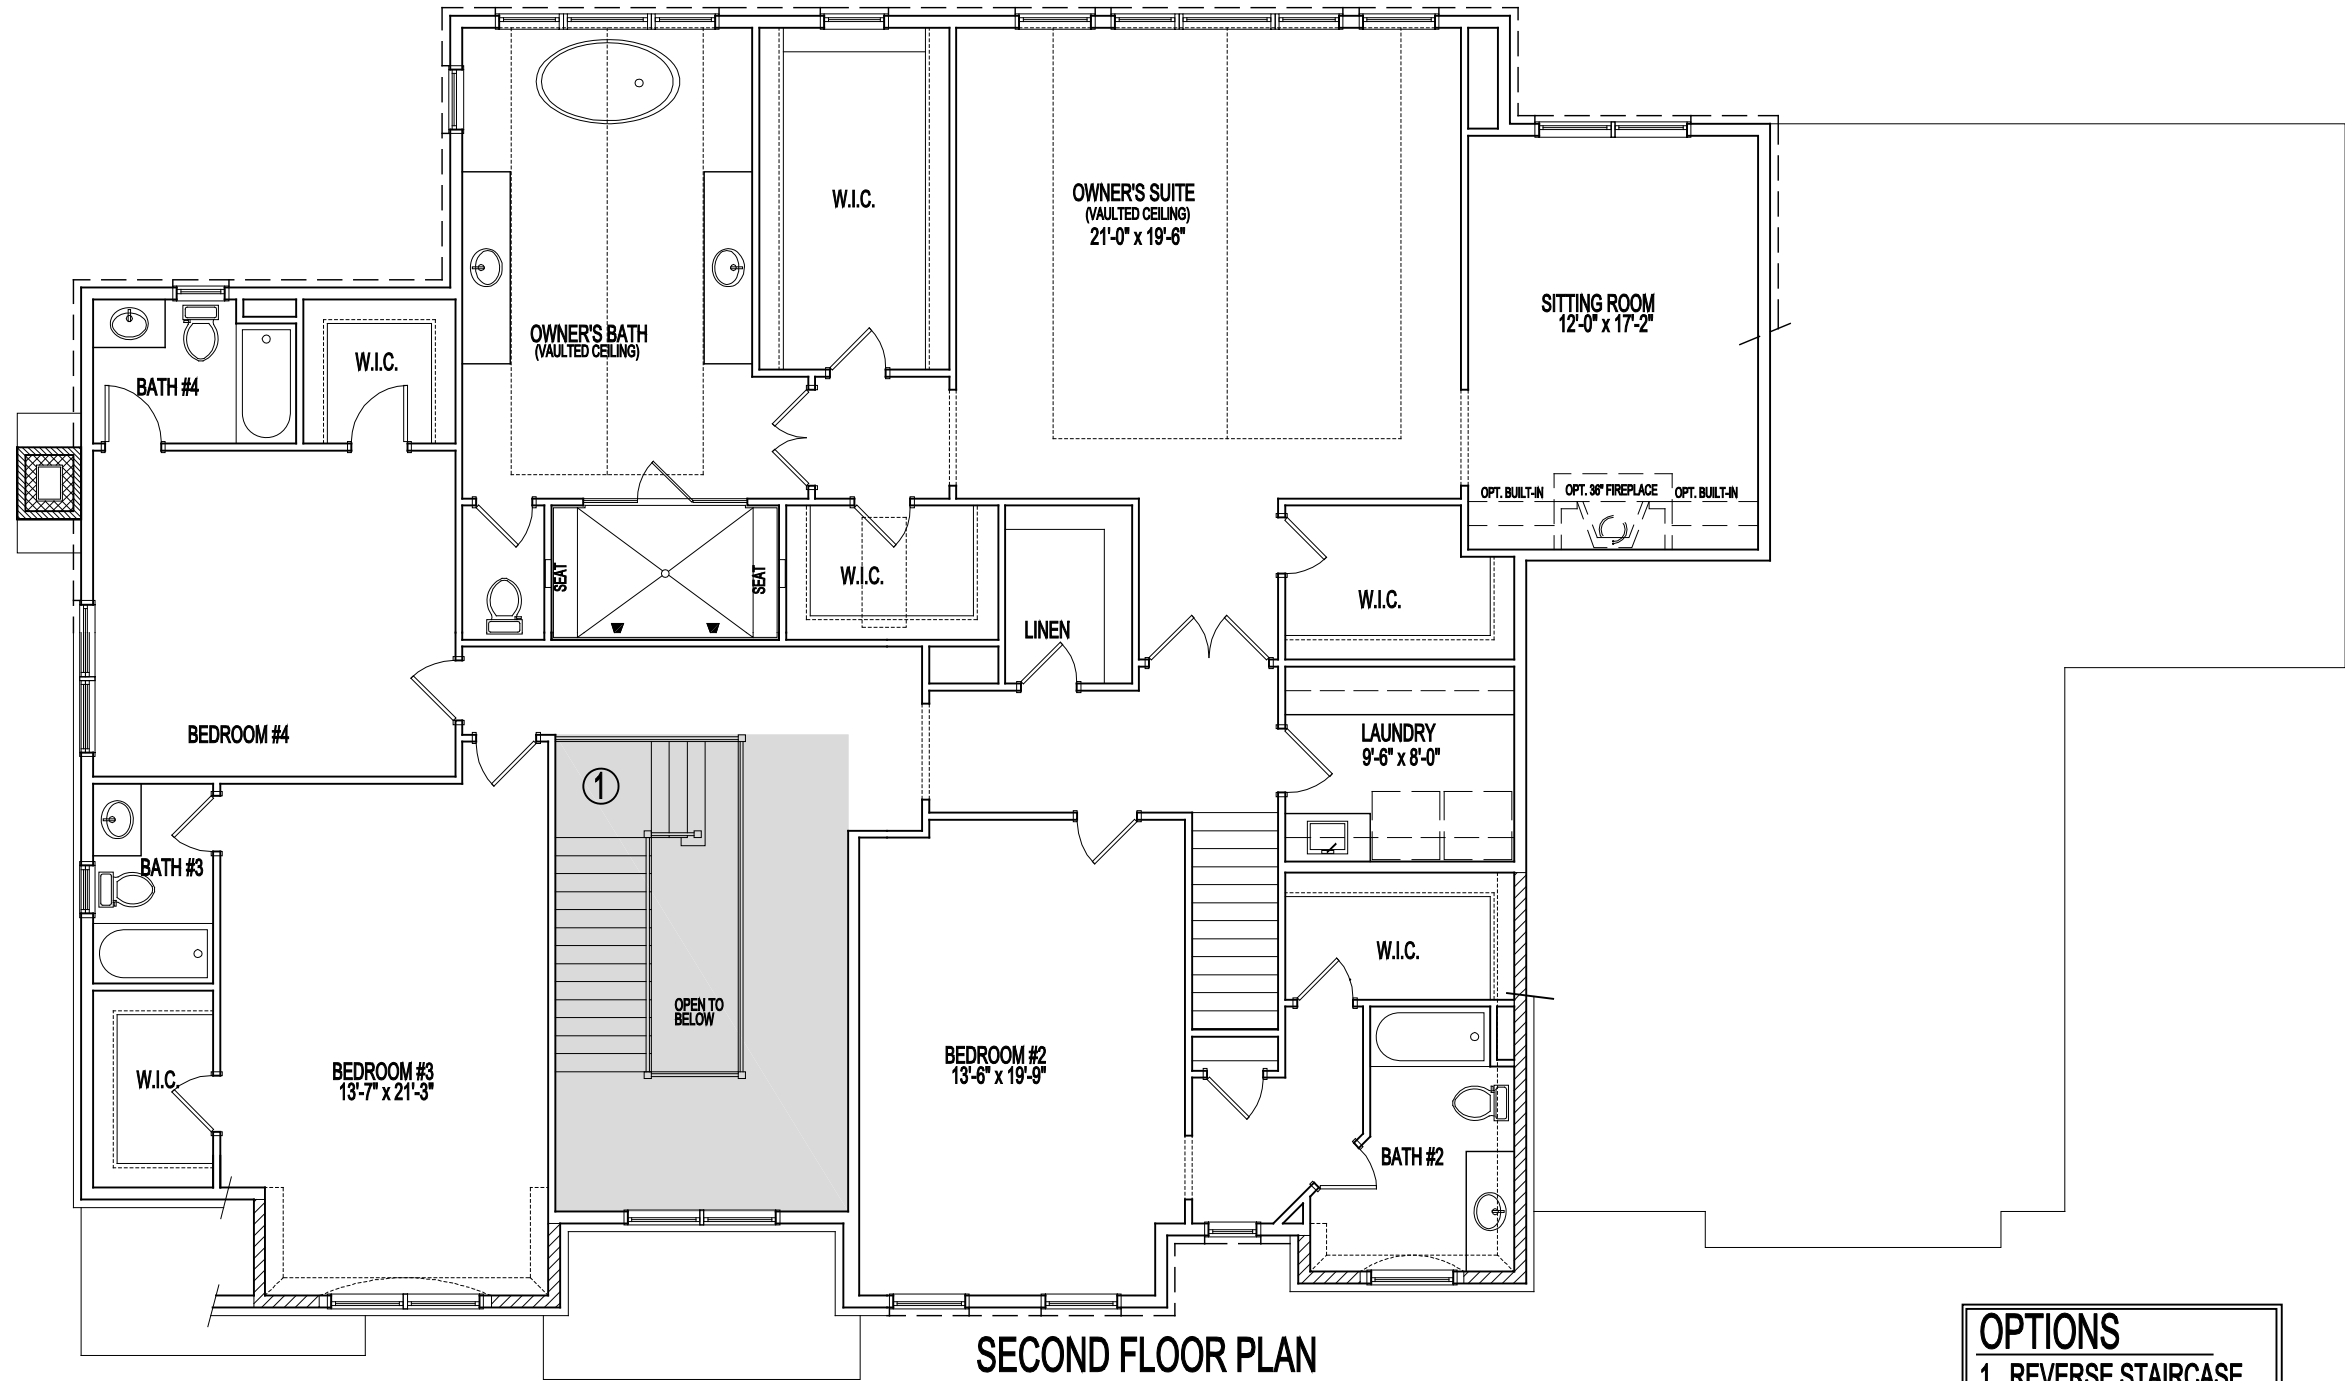 W.I.C.
OWNER'S SUITE
(VAULTED CEILING)
21'-0" x 19'-6"
SITTING ROOM
12'-0" x 17'-2"
OWNER'S BATH
(VAULTED CEILING)
W.I.C.
BATH #4
OPT. BUILT-IN
OPT. 36" FIREPLACE
OPT. BUILT-IN
SEAT
SEAT
W.I.C.
W.I.C.
LINEN
BEDROOM #4
LAUNDRY
9'-6" x 8'-0"
1
BATH #3
W.I.C.
OPEN TO
BELOW
BEDROOM #2
13'-6" x 19'-9"
W.I.C.
BEDROOM #3
13'-7" x 21'-3"
BATH #2
SECOND FLOOR PLAN
OPTIONS
1. REVERSE STAIRCASE